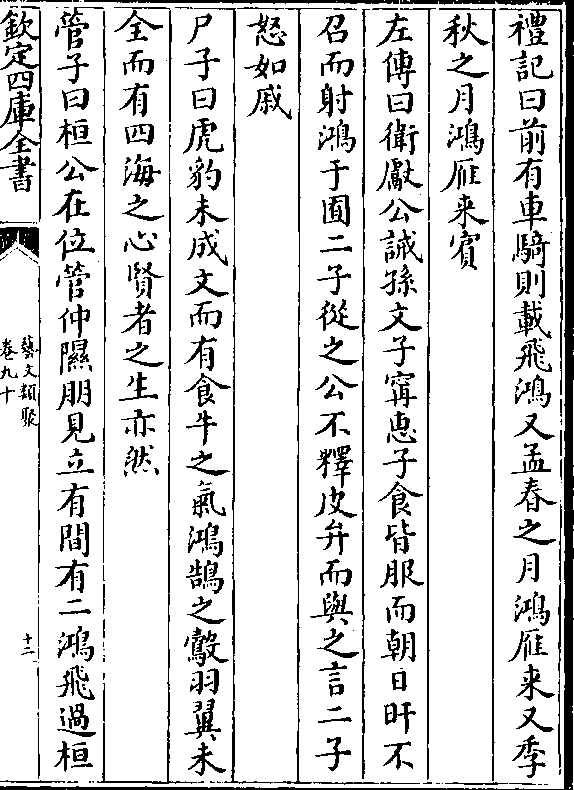 禮記曰前有車騎則載飛鴻又孟春之月鴻雁来又季
秋之月鴻雁来賓
左傳曰衛獻公誡孫文子甯恵子食皆服而朝日旰不
召而射鴻于囿二子從之公不釋皮弁而與之言二子
怒如戚
尸子曰虎豹未成文而有食牛之氣鴻鵠之鷇羽翼未
全而有四海之心賢者之生亦然
管子曰桓公在位管仲隰朋見立有間有二鴻飛過桓
欽定四庫全書
藝文類聚
卷九十
十二